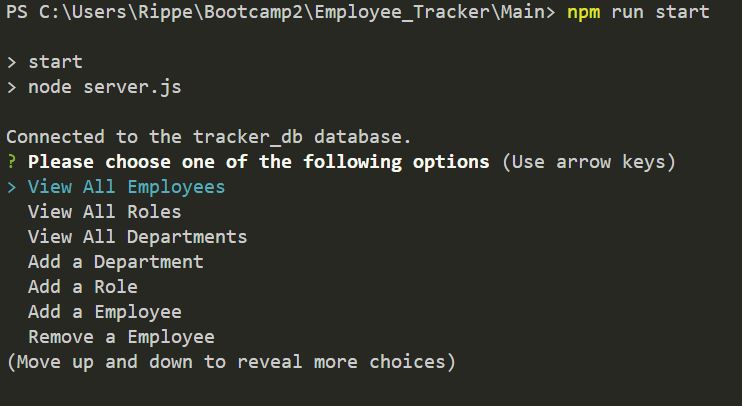 PS C:\Users\Rippe\Bootcamp2\Employee_Tracker\Main> npm run start
> start
> node server.js
Connected to the tracker_db database.
? Please choose one of the following options (Use arrow keys)
> View All Employees
View All Roles
View All Departments
Add a Department
Add a Role
Add a Employee
Remove a Employee
(Move up and down to reveal more choices)